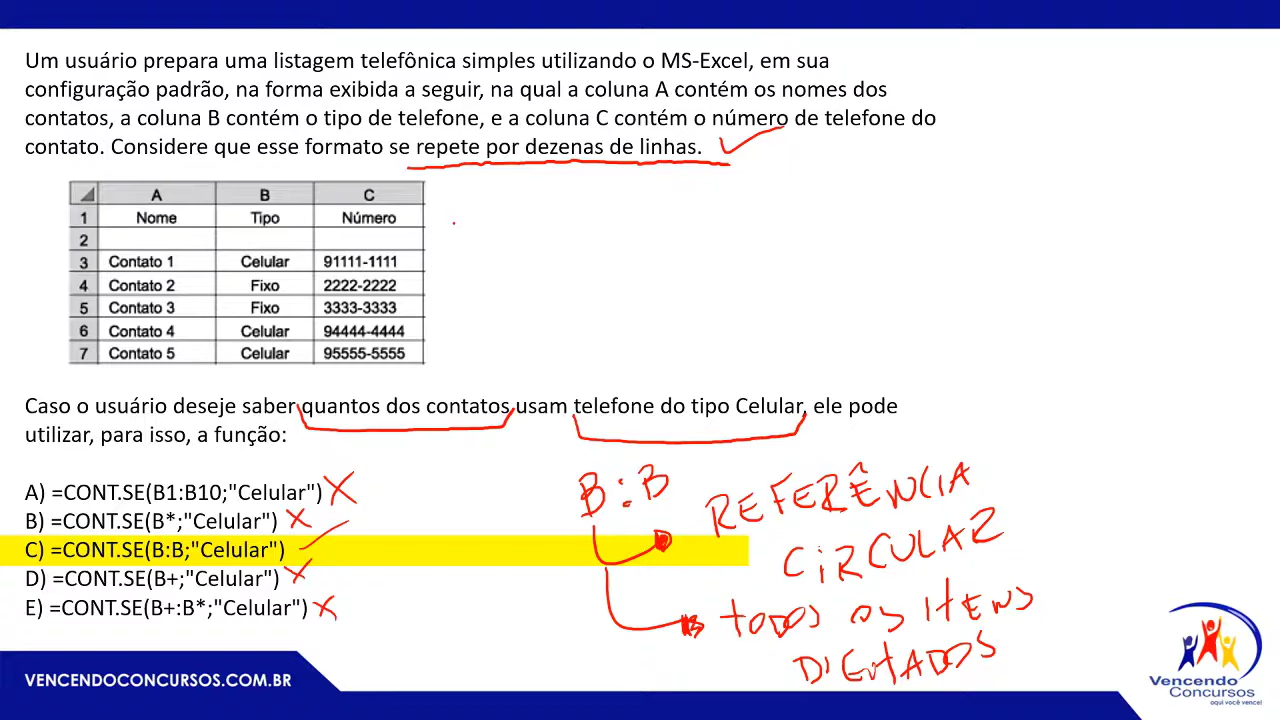 Um usuário prepara uma listagem telefônica simples utilizando o MS-Excel, em sua
configuração padrão, na forma exibida a seguir, na qual a coluna A contém os nomes dos
contatos, a coluna B contém o tipo de telefone, e a coluna C contém o número de telefone do
contato. Considere que esse formato se repete por dezenas de linhas.
A B C
1 Nome Tipo Número
2
3 Contato 1 Celular 91111-1111
4 Contato 2 Fixo 2222-2222
5 Contato 3 Fixo 3333-3333
6 Contato 4 Celular 94444-4444
7 Contato 5 Celular 95555-5555
Caso o usuário deseje saber quantos dos contatos usam telefone do tipo Celular, ele pode
utilizar, para isso, a função:
A) =CONT.SE(B1:B10;"Celular")
B) =CONT.SE(B*;"Celular")
C) =CONT.SE(B:B;"Celular")
D) =CONT.SE(B+;"Celular")
E) =CONT.SE(B+:B*;"Celular")
B:B
REFERÊNCIA
CIRCULAR
TODOS OS ITENS
DIGITADOS
VENCENDOCONCURSOS.COM.BR
Vencendo
Concursos
aqui você vence!